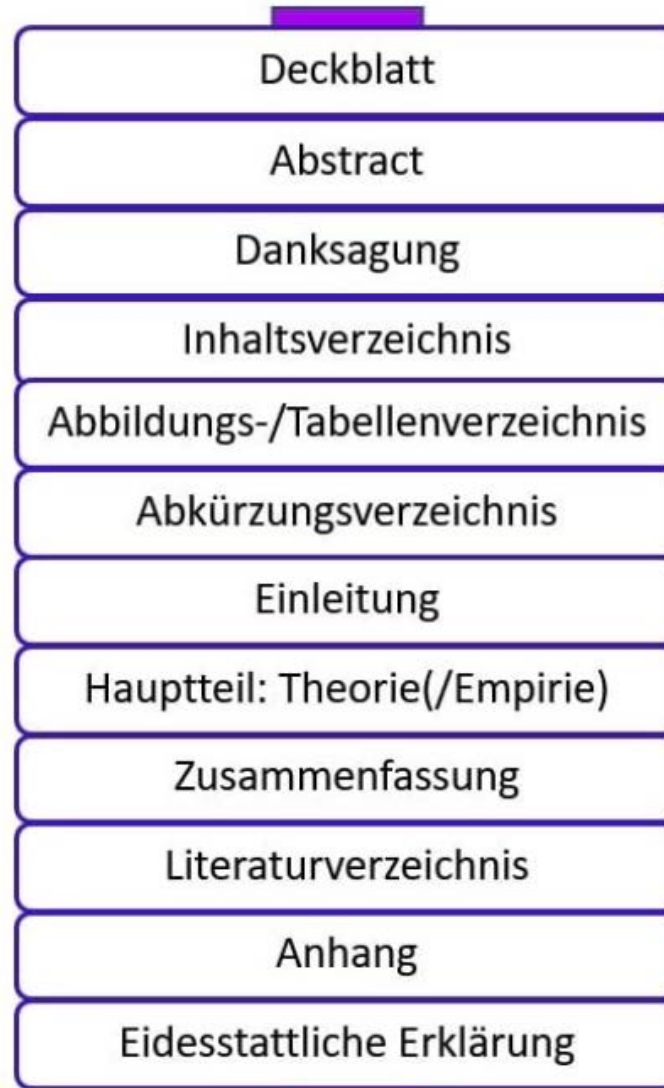 Deckblatt
Abstract
Danksagung
Inhaltsverzeichnis
Abbildungs-/Tabellenverzeichnis
Abkürzungsverzeichnis
Einleitung
Hauptteil: Theorie(/Empirie)
Zusammenfassung
Literaturverzeichnis
Anhang
Eidesstattliche Erklärung